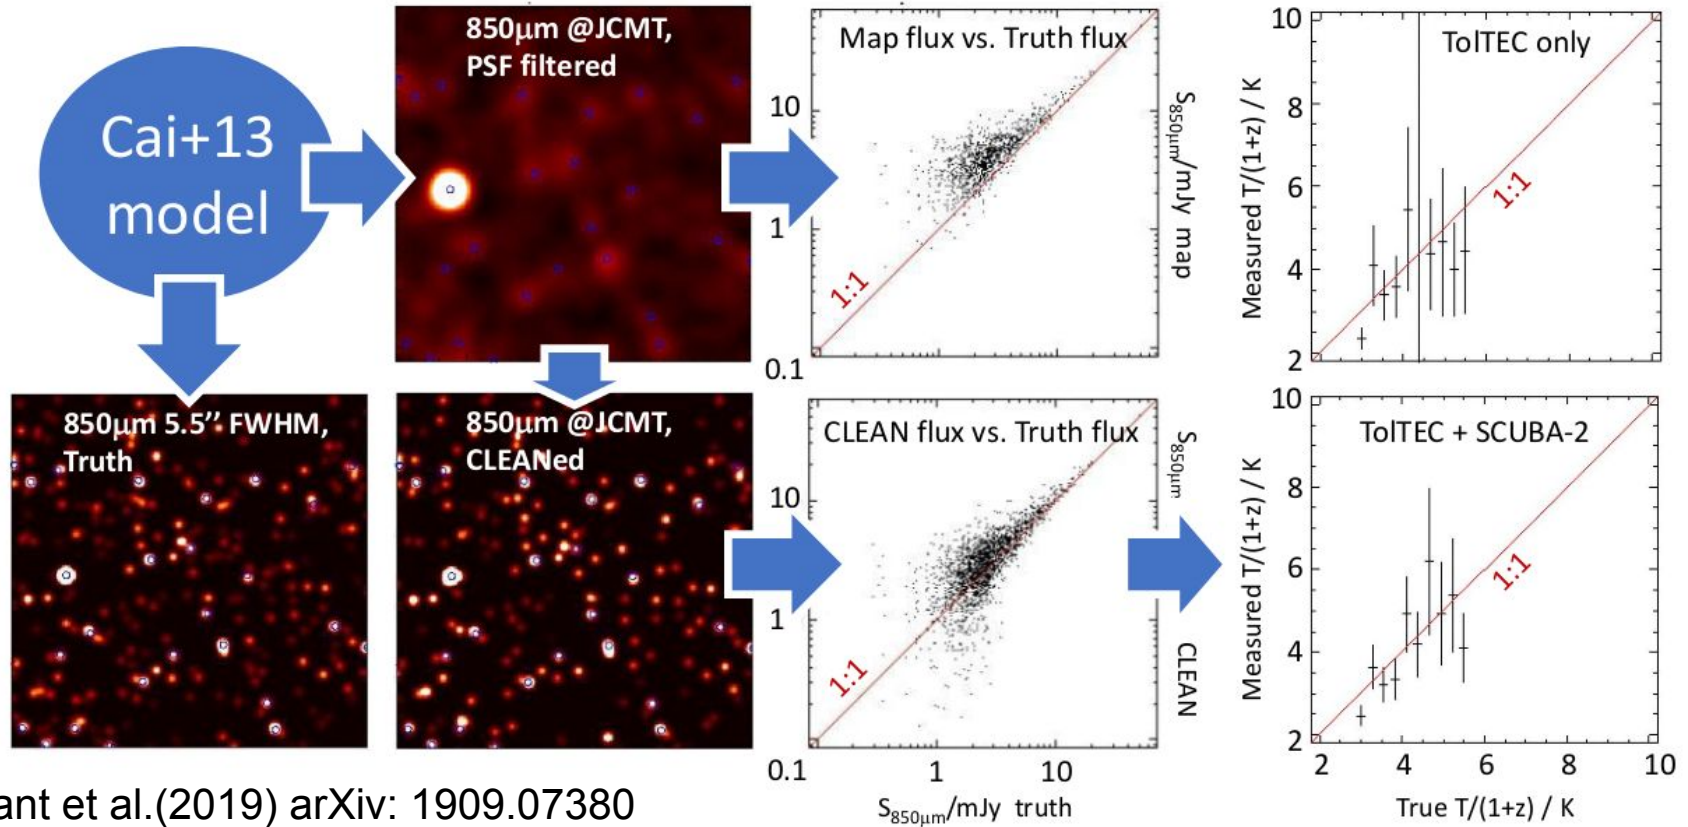 Cai+13
model
850μm @JCMT,
PSF filtered
Map flux vs. Truth flux
10
1
0.1
1:1
S850μm/mJy map
TolTEC only
10
8
6
4
2
1:1
Measured T/(1+z) / K
850μm 5.5’’ FWHM,
Truth
850μm @JCMT,
CLEANed
CLEAN flux vs. Truth flux
10
1
0.1
1:1
1
10
S850μm/mJy truth
S850μm CLEAN
TolTEC + SCUBA-2
10
8
6
4
2
1:1
Measured T/(1+z) / K
2
4
6
8
10
True T/(1+z) / K
ant et al.(2019) arXiv: 1909.07380